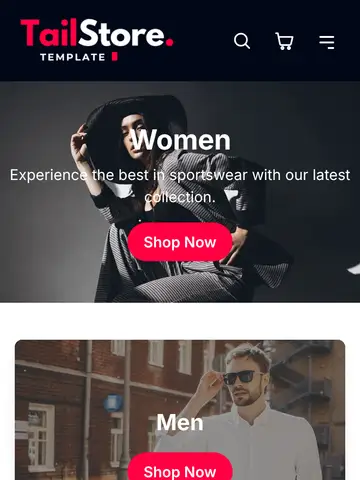 TailStore.
TEMPLATE
Women
Experience the best in sportswear with our latest
collection.
Shop Now
Men
Shop Now